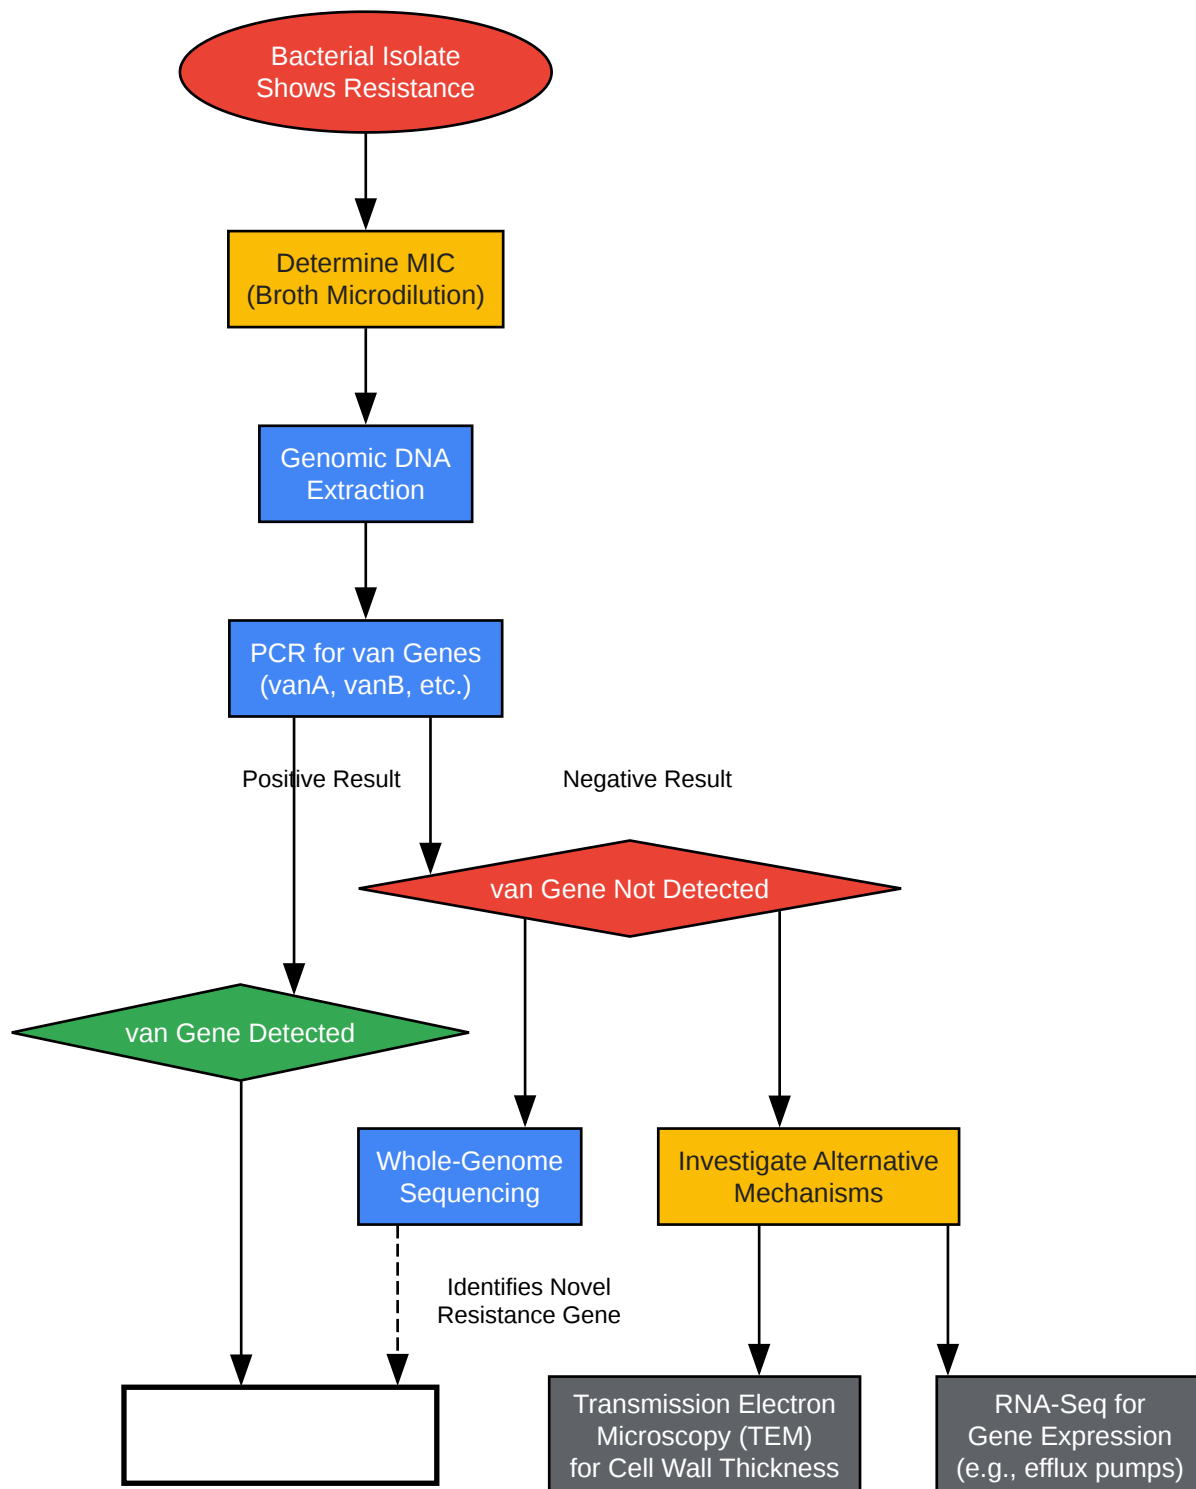 Bacterial Isolate
Shows Resistance
Determine MIC
(Broth Microdilution)
Genomic DNA
Extraction
PCR for van Genes
(vanA, vanB, etc.)
Positive Result
Negative Result
van Gene Not Detected
van Gene Detected
Whole-Genome
Sequencing
Investigate Alternative
Mechanisms
Identifies Novel
Resistance Gene
Transmission Electron
Microscopy (TEM)
for Cell Wall Thickness
RNA-Seq for
Gene Expression
(e.g., efflux pumps)